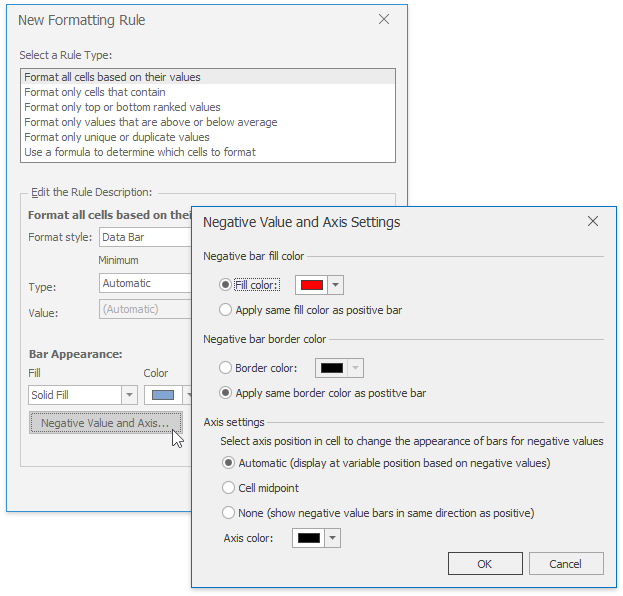 New Formatting Rule
Select a Rule Type:
Format all cells based on their values
Format only cells that contain
Format only top or bottom ranked values
Format only values that are above or below average
Format only unique or duplicate values
Use a formula to determine which cells to format
Edit the Rule Description:
Format all cells based on thei
Format style: Data Bar
Minimum
Type: Automatic
Value: (Automatic)
Bar Appearance:
Fill Color
Solid Fill
Negative Value and Axis...
Negative Value and Axis Settings
Negative bar fill color
Fill color:
Apply same fill color as positive bar
Negative bar border color
Border color:
Apply same border color as positve bar
Axis settings
Select axis position in cell to change the appearance of bars for negative values
Automatic (display at variable position based on negative values)
Cell midpoint
None (show negative value bars in same direction as positive)
Axis color:
OK Cancel